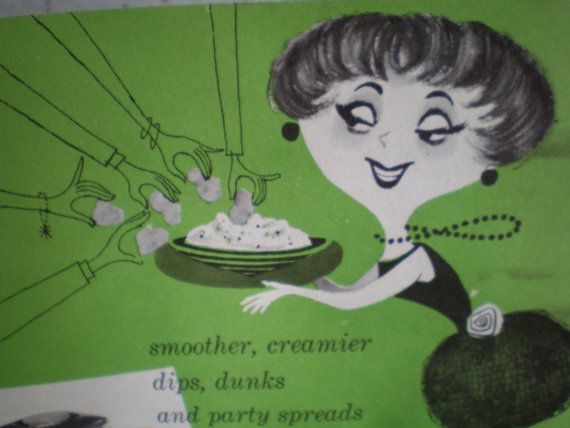 smoother, creamier
dips, dunks
and party spreads